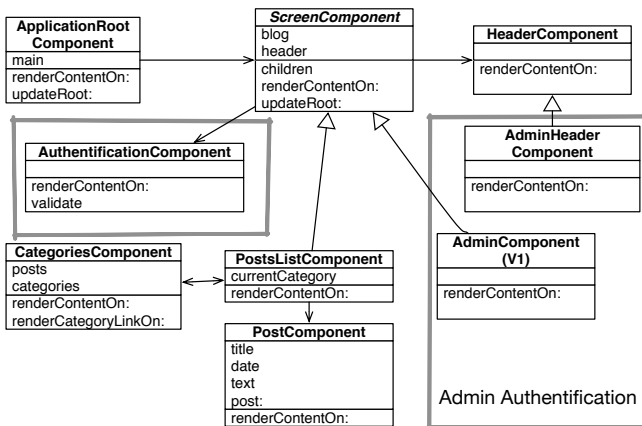 ApplicationRoot
Component
main
renderContentOn:
updateRoot:
ScreenComponent
blog
header
children
renderContentOn:
updateRoot:
HeaderComponent
renderContentOn:
AuthentificationComponent
renderContentOn:
validate
AdminHeader
Component
renderContentOn:
CategoriesComponent
posts
categories
renderContentOn:
renderCategoryLinkOn:
PostsListComponent
currentCategory
renderContentOn:
AdminComponent
(V1)
renderContentOn:
PostComponent
title
date
text
post:
renderContentOn:
Admin Authentification